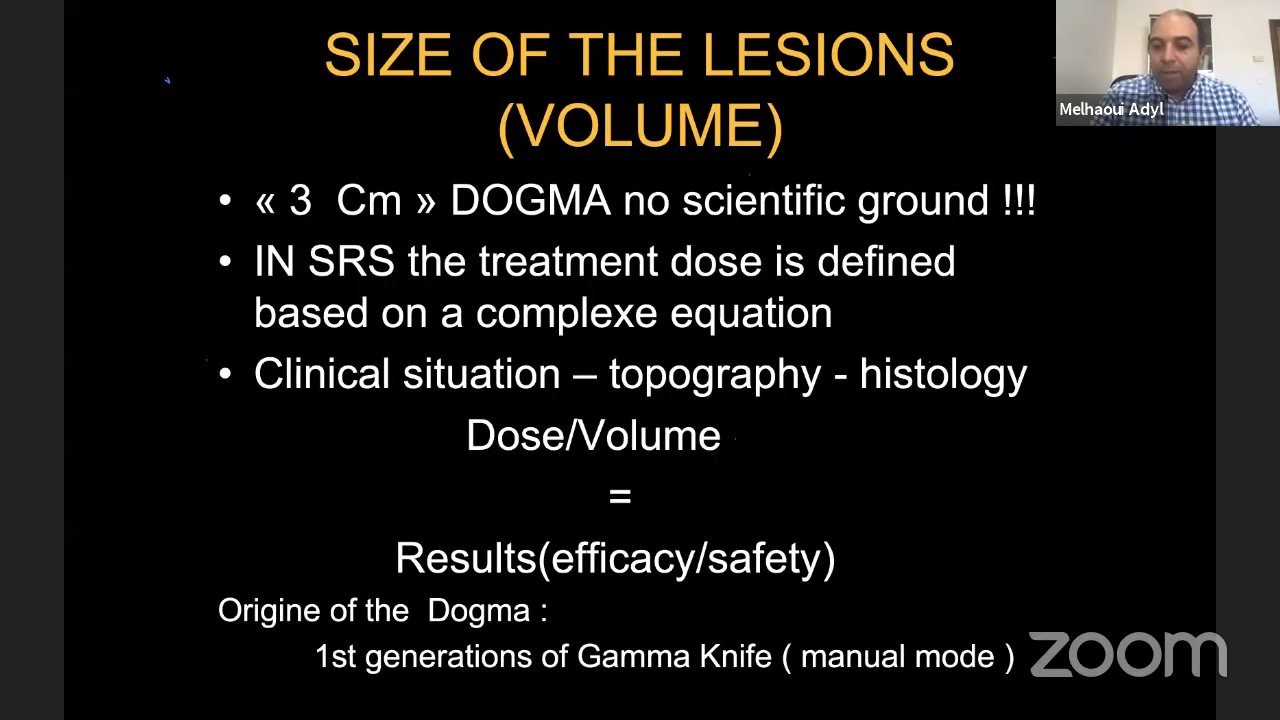 SIZE OF THE LESIONS
(VOLUME)
Melhaoui Adyl
• « 3 Cm » DOGMA no scientific ground !!!
• IN SRS the treatment dose is defined
based on a complexe equation
• Clinical situation – topography - histology
Dose/Volume
=
Results(efficacy/safety)
Origine of the Dogma :
1st generations of Gamma Knife ( manual mode )
zoom